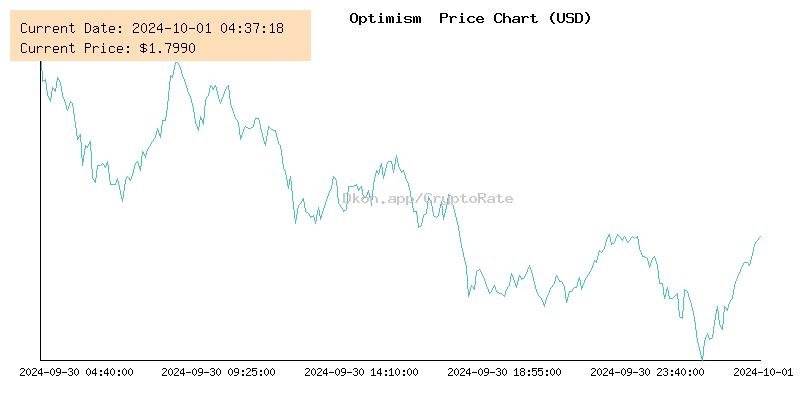 Optimism  Price Chart (USD)
Current Date: 2024-10-01 04:37:18
Current Price: $1.7990
Dkon.app/CryptoRate
2024-09-30 04:40:00 2024-09-30 09:25:00 2024-09-30 14:10:00 2024-09-30 18:55:00 2024-09-30 23:40:00 2024-10-01